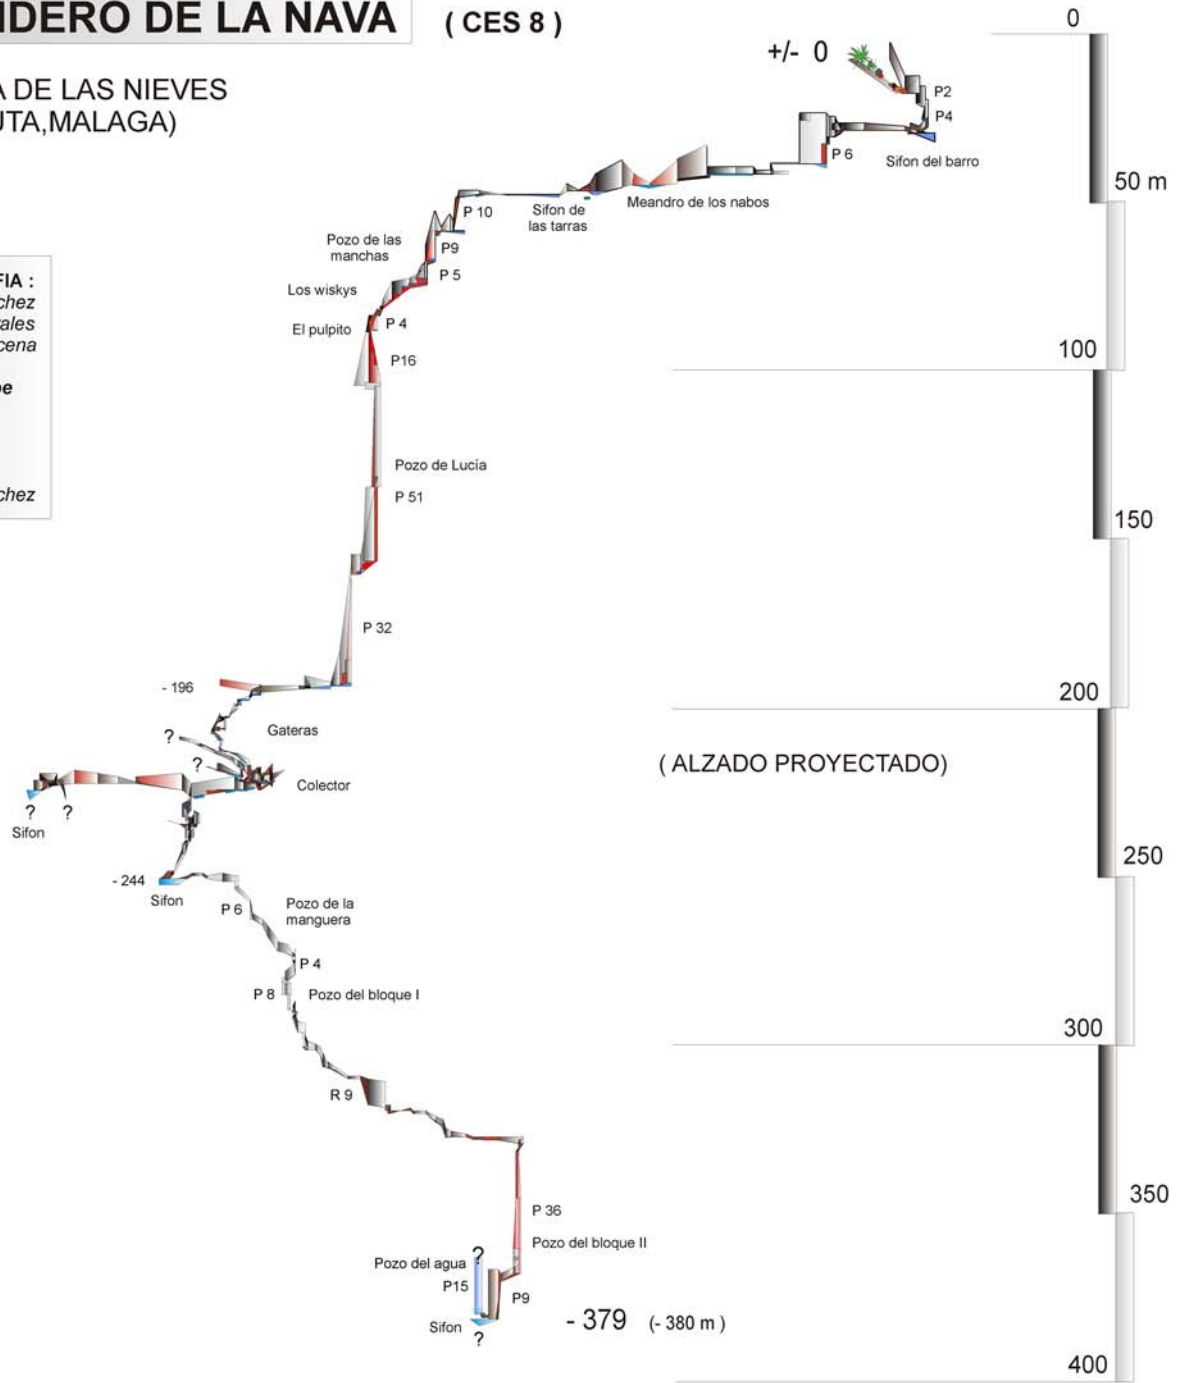 IDERO DE LA NAVA ( CES 8 )
A DE LAS NIEVES
UTA,MALAGA)
FIA :
chez
ales
cena
pe
chez
+/- 0
P2
P4
Sifon del barro
P 6
Meandro de los nabos
Sifon de
las tarras
P 10
P9
Pozo de las
manchas
P 5
Los wiskys
P 4
El pulpito
P16
Pozo de Lucía
P 51
P 32
- 196
Gateras
?
?
Colector
? ?
Sifon
- 244
Sifon
P 6
Pozo de la
manguera
P 4
P 8
Pozo del bloque I
R 9
P 36
Pozo del bloque II
?
Pozo del agua
P15
P9
Sifon
?
- 379 (- 380 m )
( ALZADO PROYECTADO)
0
50 m
100
150
200
250
300
350
400